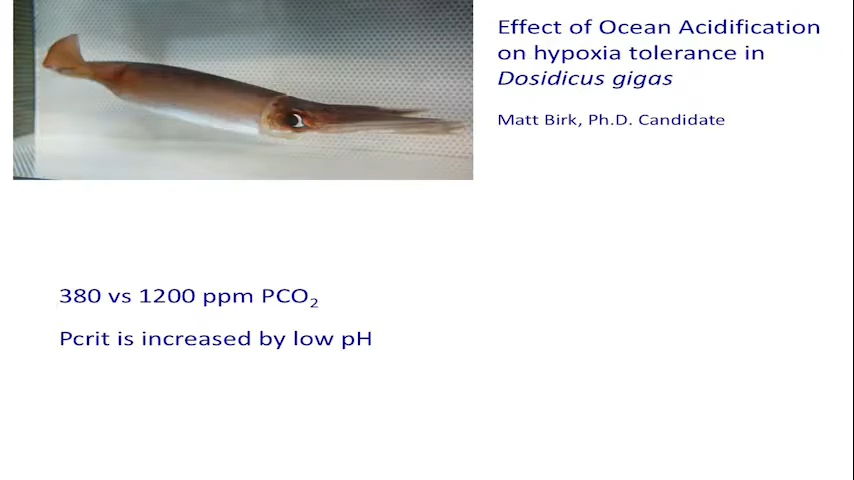 Effect of Ocean Acidification
on hypoxia tolerance in
Dosidicus gigas
Matt Birk, Ph.D. Candidate
380 vs 1200 ppm PCO₂
Pcrit is increased by low pH